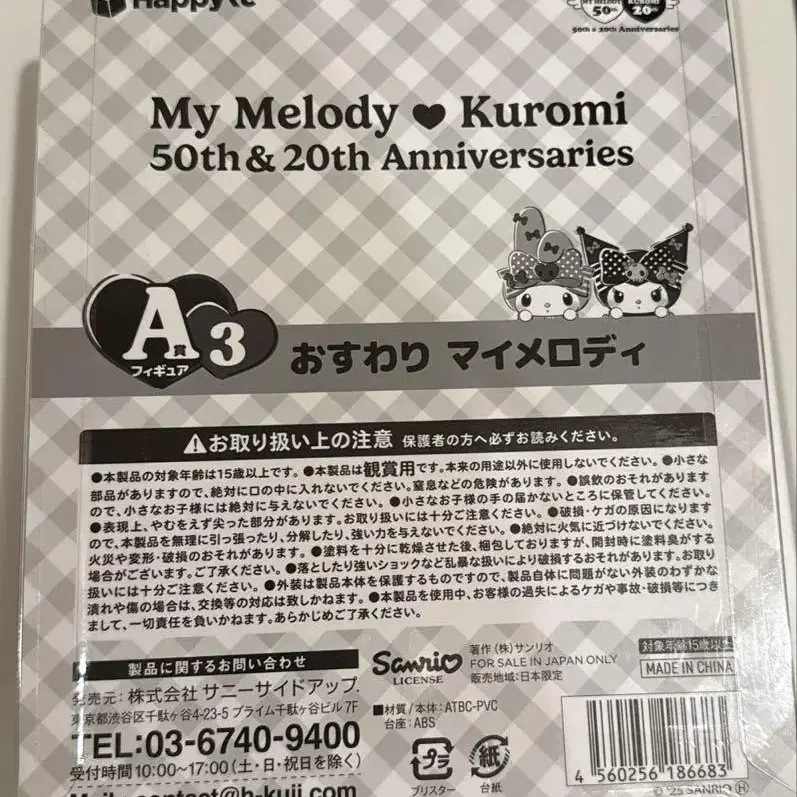 Happyくじ
MY MELODY KUROMI
50th 20th
50th & 20th Anniversaries
My Melody ♥ Kuromi
50th & 20th Anniversaries
A賞 3
フィギュア
おすわり マイメロディ
⚠お取り扱い上の注意 保護者の方へ必ずお読みください。
●本製品の対象年齢は15歳以上です。●本製品は観賞用です。本来の用途以外に使用しないでください。●小さな
部品がありますので、絶対に口の中に入れないでください。窒息などの危険があります。●誤飲のおそれがあります
ので、小さなお子様には絶対に与えないでください。●小さなお子様の手の届かないところに保管してください。
●表現上、やむをえず尖った部分があります。お取り扱いには十分ご注意ください。●破損・ケガの原因になります
ので、本製品を無理に引っ張ったり、分解したり、強い力を与えないでください。●絶対に火気に近づけないでください。
火災や変形・破損のおそれがあります。●塗料を十分に乾燥させた後、梱包しておりますが、開封時に塗料臭がする
場合がございます。ご了承ください。●落としたり強いショックなど乱暴な扱いにより破損するおそれがあります。お取り
扱いには十分ご注意ください。●外装は製品本体を保護するものですので、製品自体に問題がない外装のわずかな
潰れや傷の場合は、交換等の対応は致しかねます。●本製品を使用中、お客様の過失によるケガや事故・破損等につき
まして、一切責任を負いかねます。あらかじめご了承ください。
製品に関するお問い合わせ
発売元：株式会社 サニーサイドアップ
東京都渋谷区千駄ヶ谷4-23-5 プライム千駄ヶ谷ビル 7F
TEL:03-6740-9400
受付時間 10:00~17:00（土・日・祝日を除く）
Mail:contact@h-kuji.com
Sanrio
LICENSE
著作（株）サンリオ
FOR SALE IN JAPAN ONLY
販売地域：日本限定
対象年齢15歳以上
MADE IN CHINA
■材質/本体：ATBC-PVC
台座：ABS
プラ
ブリスター
紙
台紙
4 560256 186683
© '25 SANRIO Ⓗ